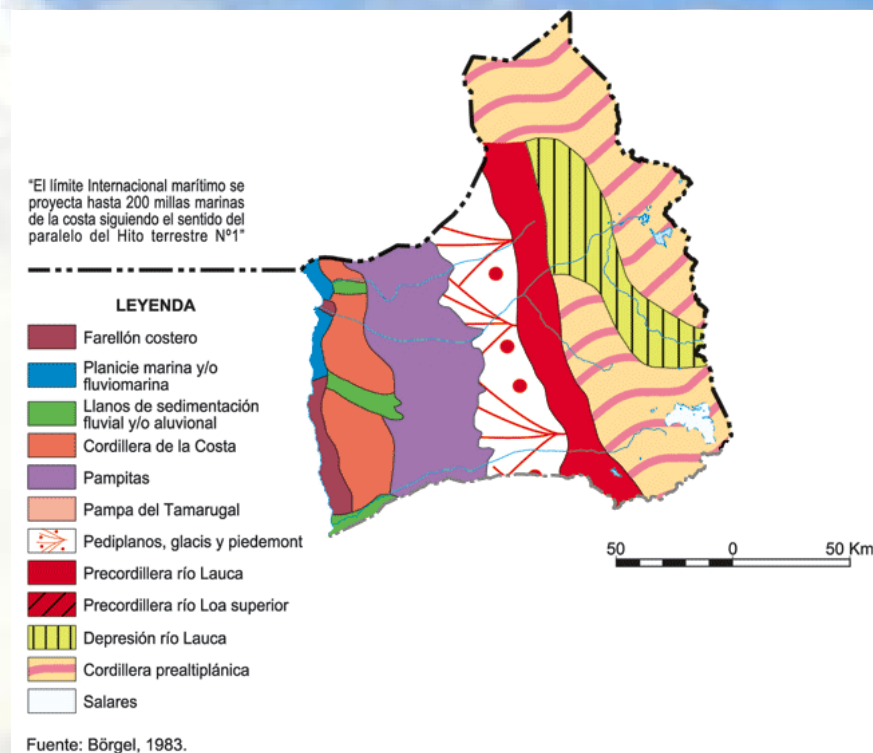 "El límite Internacional marítimo se
proyecta hasta 200 millas marinas
de la costa siguiendo el sentido del
paralelo del Hito terrestre Nº1"
LEYENDA
Farellón costero
Planicie marina y/o
fluviomarina
Llanos de sedimentación
fluvial y/o aluvional
Cordillera de la Costa
Pampitas
Pampa del Tamarugal
Pediplanos, glacis y piedemont
Precordillera río Lauca
Precordillera río Loa superior
Depresión río Lauca
Cordillera prealtiplánica
Salares
50 0 50 Km
Fuente: Börgel, 1983.